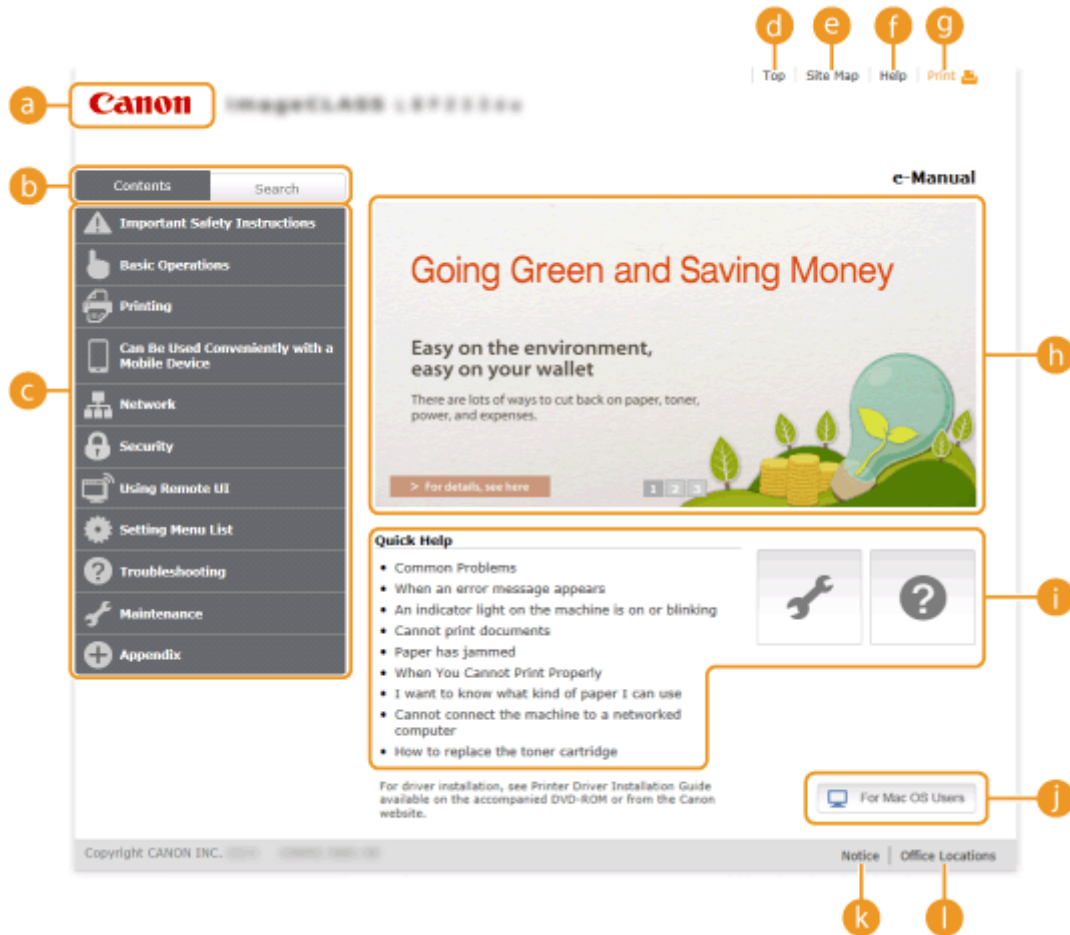 d e f g
Top Site Map Help Print
a Canon
b Contents Search
e-Manual
c
Important Safety Instructions
Basic Operations
Printing
Can Be Used Conveniently with a
Mobile Device
Network
Security
Using Remote UI
Setting Menu List
Troubleshooting
Maintenance
Appendix
Going Green and Saving Money
Easy on the environment,
easy on your wallet
There are lots of ways to cut back on paper, toner,
power, and expenses.
> For details, see here
1 2 3
h
Quick Help
• Common Problems
• When an error message appears
• An indicator light on the machine is on or blinking
• Cannot print documents
• Paper has jammed
• When You Cannot Print Properly
• I want to know what kind of paper I can use
• Cannot connect the machine to a networked
computer
• How to replace the toner cartridge
i
For driver installation, see Printer Driver Installation Guide
available on the accompanied DVD-ROM or from the Canon
website.
For Mac OS Users j
Copyright CANON INC.
Notice Office Locations
k l